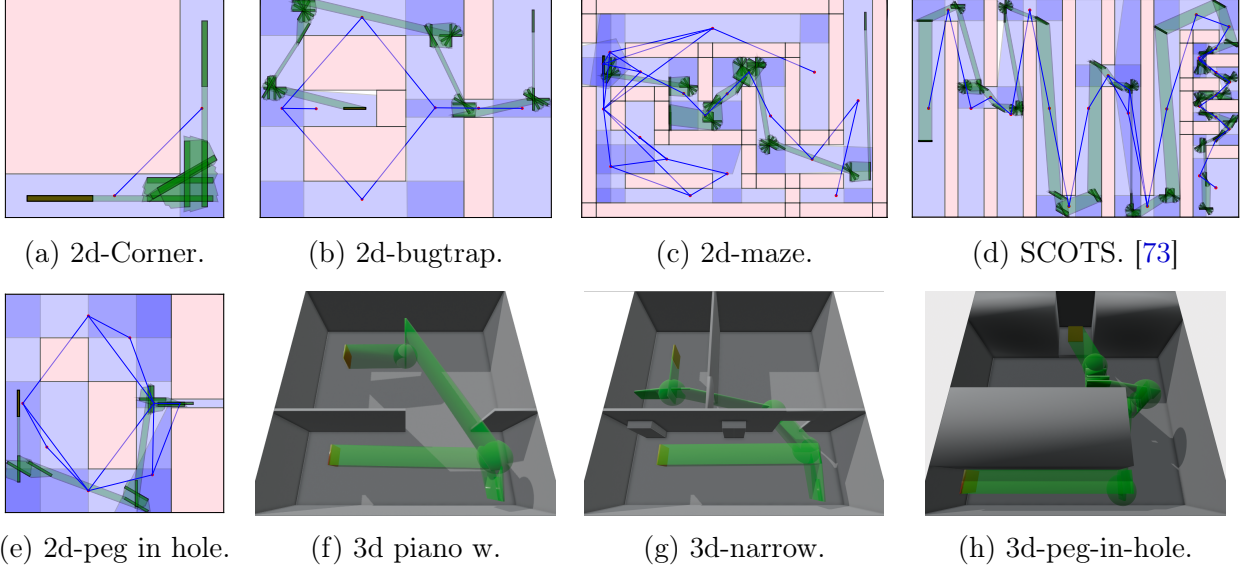 (a) 2d-Corner.
(b) 2d-bugtrap.
(c) 2d-maze.
(d) SCOTS. [73]
(e) 2d-peg in hole.
(f) 3d piano w.
(g) 3d-narrow.
(h) 3d-peg-in-hole.